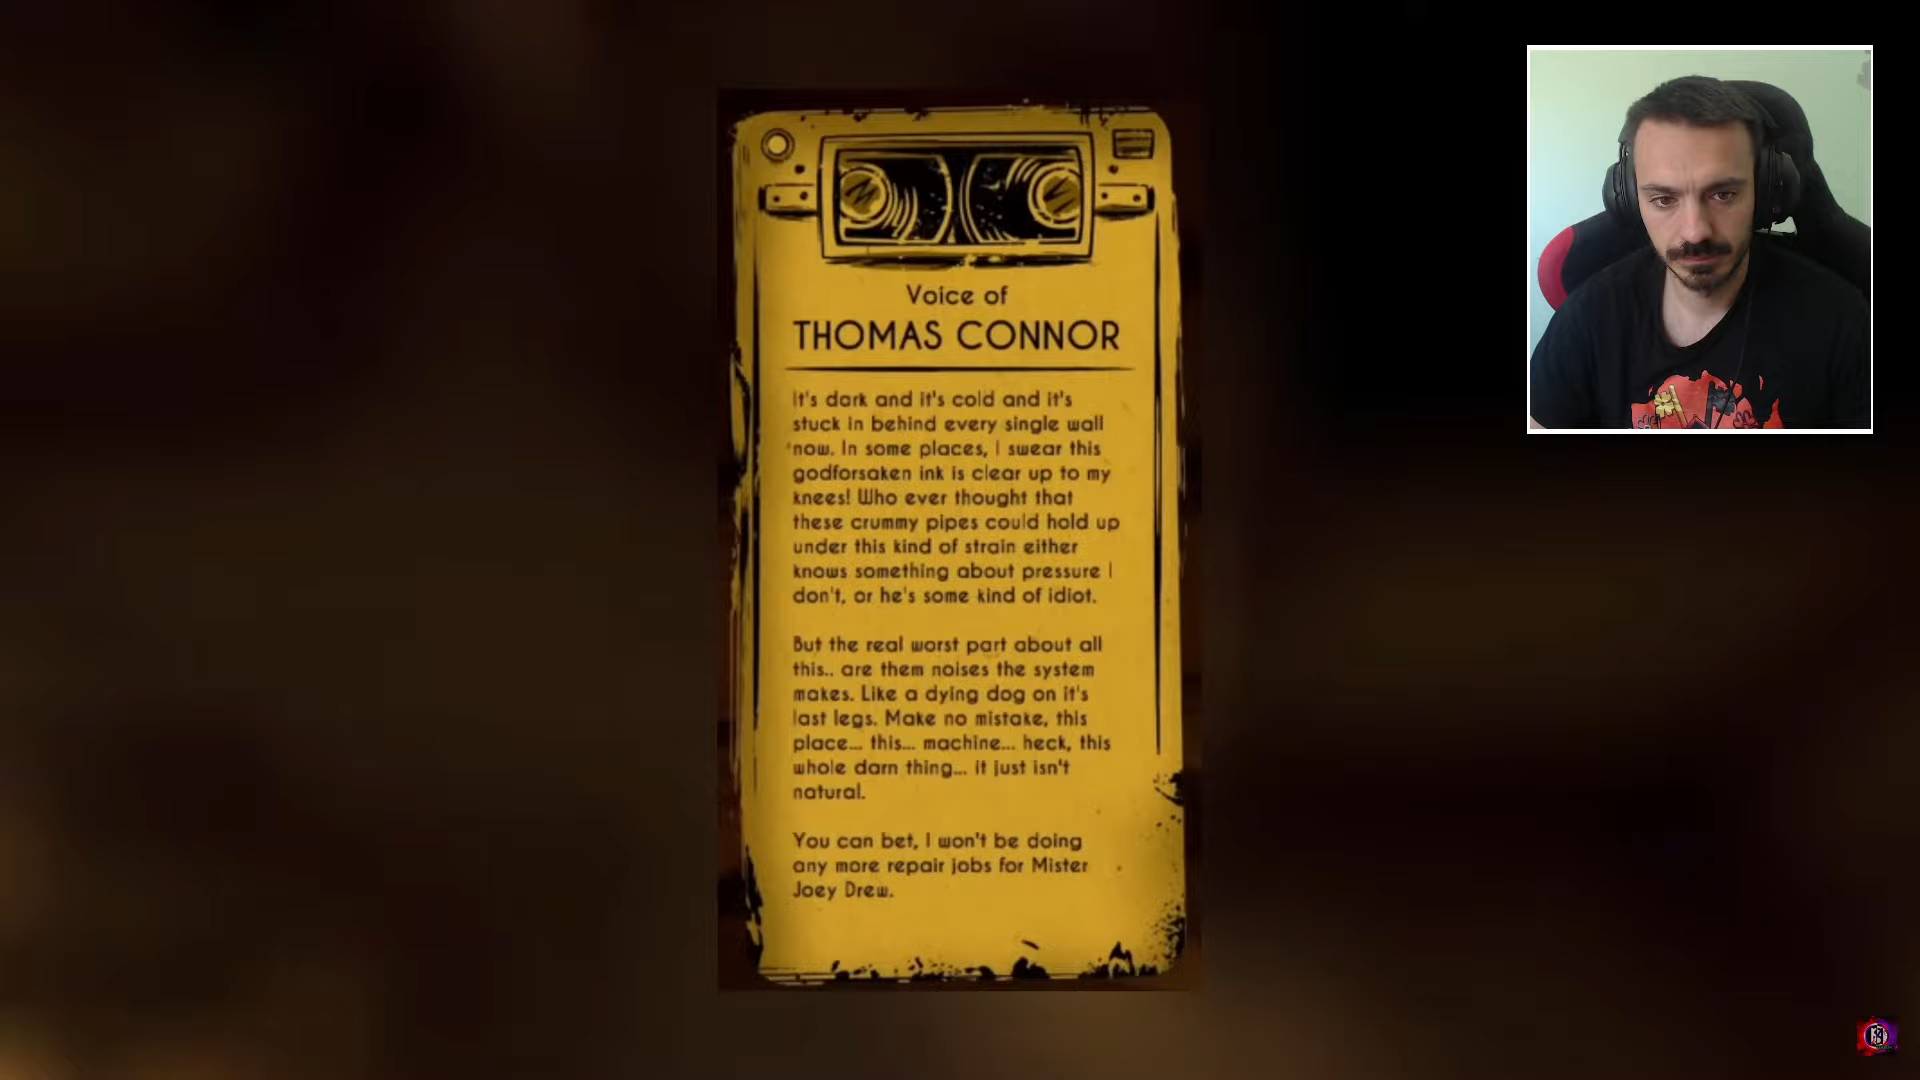 Voice of
THOMAS CONNOR
It's dark and it's cold and it's
stuck in behind every single wall
now. In some places, I swear this
godforsaken ink is clear up to my
knees! Who ever thought that
these crummy pipes could hold up
under this kind of strain either
knows something about pressure I
don't, or he's some kind of idiot.
But the real worst part about all
this.. are them noises the system
makes. Like a dying dog on it's
last legs. Make no mistake, this
place... this... machine... heck, this
whole darn thing... it just isn't
natural.
You can bet, I won't be doing
any more repair jobs for Mister
Joey Drew.